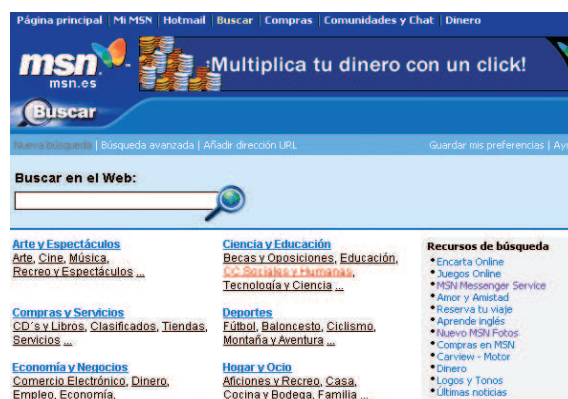 Página principal | Mi MSN | Hotmail | Buscar | Compras | Comunidades y Chat | Dinero
msn
msn.es
¡Multiplica tu dinero con un click!
Buscar
Nueva búsqueda | Búsqueda avanzada | Añadir dirección URL
Guardar mis preferencias | Ayu
Buscar en el Web:
Arte y Espectáculos
Arte, Cine, Música,
Recreo y Espectáculos ...
Ciencia y Educación
Becas y Oposiciones, Educación,
CC Sociales y Humanas,
Tecnología y Ciencia ...
Compras y Servicios
CD´s y Libros, Clasificados, Tiendas,
Servicios ...
Deportes
Fútbol, Baloncesto, Ciclismo,
Montaña y Aventura ...
Economía y Negocios
Comercio Electrónico, Dinero,
Empleo, Economía,
Hogar y Ocio
Aficiones y Recreo, Casa,
Cocina y Bodega, Familia ...
Recursos de búsqueda
• Encarta Online
• Juegos Online
• MSN Messenger Service
• Amor y Amistad
• Reserva tu viaje
• Aprende inglés
• Nuevo MSN Fotos
• Compras en MSN
• Carview - Motor
• Dinero
• Logos y Tonos
• Últimas noticias